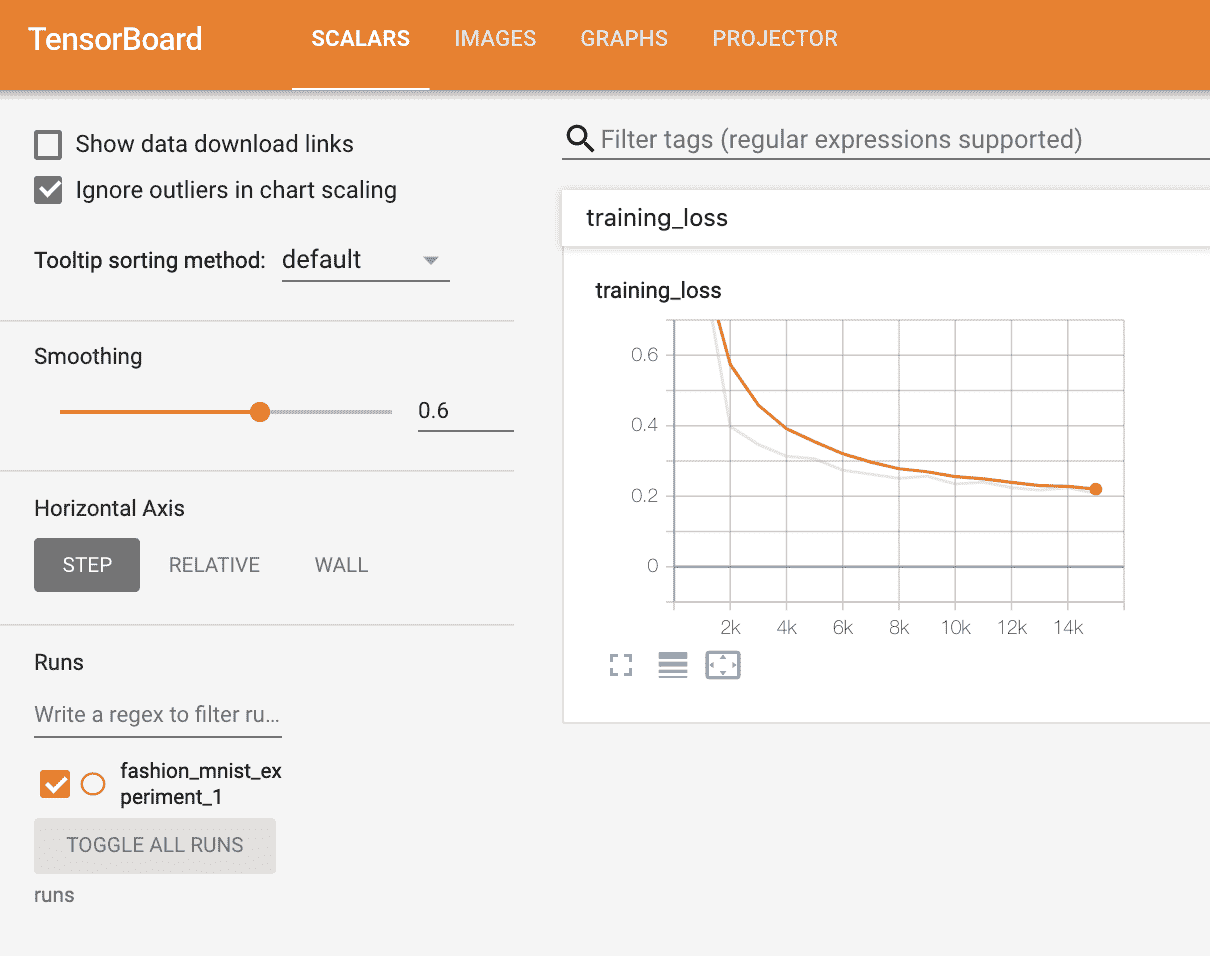 TensorBoard SCALARS IMAGES GRAPHS PROJECTOR
Show data download links
Ignore outliers in chart scaling
Tooltip sorting method: default
Smoothing
0.6
Horizontal Axis
STEP RELATIVE WALL
Runs
Write a regex to filter ru...
fashion_mnist_ex
periment_1
TOGGLE ALL RUNS
runs
Filter tags (regular expressions supported)
training_loss
training_loss
0.6
0.4
0.2
0
2k 4k 6k 8k 10k 12k 14k